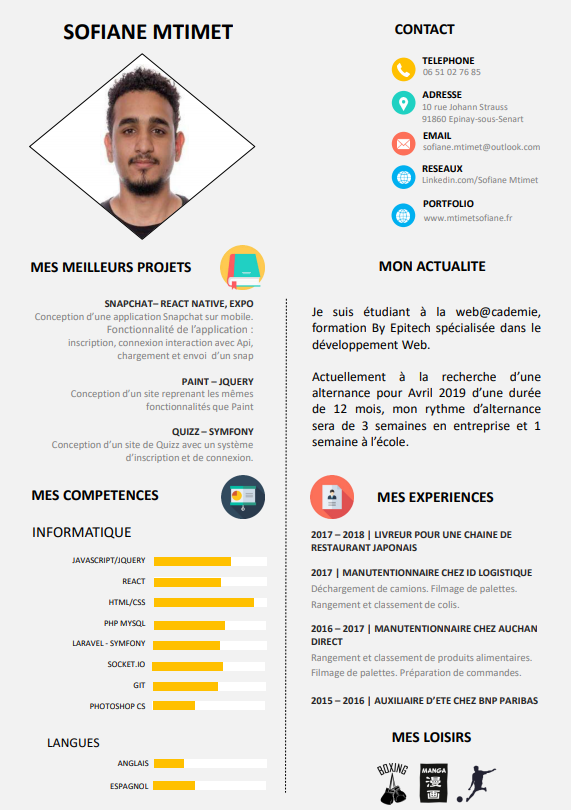 SOFIANE MTIMET
CONTACT
TELEPHONE
06 51 02 76 85
ADRESSE
10 rue Johann Strauss
91860 Epinay-sous-Senart
EMAIL
sofiane.mtimet@outlook.com
RESEAUX
Linkedin.com/Sofiane Mtimet
PORTFOLIO
www.mtimetsofiane.fr
MES MEILLEURS PROJETS
SNAPCHAT– REACT NATIVE, EXPO
Conception d'une application Snapchat sur mobile.
Fonctionnalité de l'application :
inscription, connexion interaction avec Api,
chargement et envoi d'un snap
PAINT – JQUERY
Conception d'un site reprenant les mêmes
fonctionnalités que Paint
QUIZZ – SYMFONY
Conception d'un site de Quizz avec un système
d'inscription et de connexion.
MON ACTUALITE
Je suis étudiant à la web@cademie,
formation By Epitech spécialisée dans le
développement Web.
Actuellement à la recherche d'une
alternance pour Avril 2019 d'une durée
de 12 mois, mon rythme d'alternance
sera de 3 semaines en entreprise et 1
semaine à l'école.
MES COMPETENCES
INFORMATIQUE
JAVASCRIPT/JQUERY
REACT
HTML/CSS
PHP MYSQL
LARAVEL - SYMFONY
SOCKET.IO
GIT
PHOTOSHOP CS
LANGUES
ANGLAIS
ESPAGNOL
MES EXPERIENCES
2017 – 2018 | LIVREUR POUR UNE CHAINE DE
RESTAURANT JAPONAIS
2017 | MANUTENTIONNAIRE CHEZ ID LOGISTIQUE
Déchargement de camions. Filmage de palettes.
Rangement et classement de colis.
2016 – 2017 | MANUTENTIONNAIRE CHEZ AUCHAN
DIRECT
Rangement et classement de produits alimentaires.
Filmage de palettes. Préparation de commandes.
2015 – 2016 | AUXILIAIRE D'ETE CHEZ BNP PARIBAS
MES LOISIRS
BOXING
MANGA
漫
画